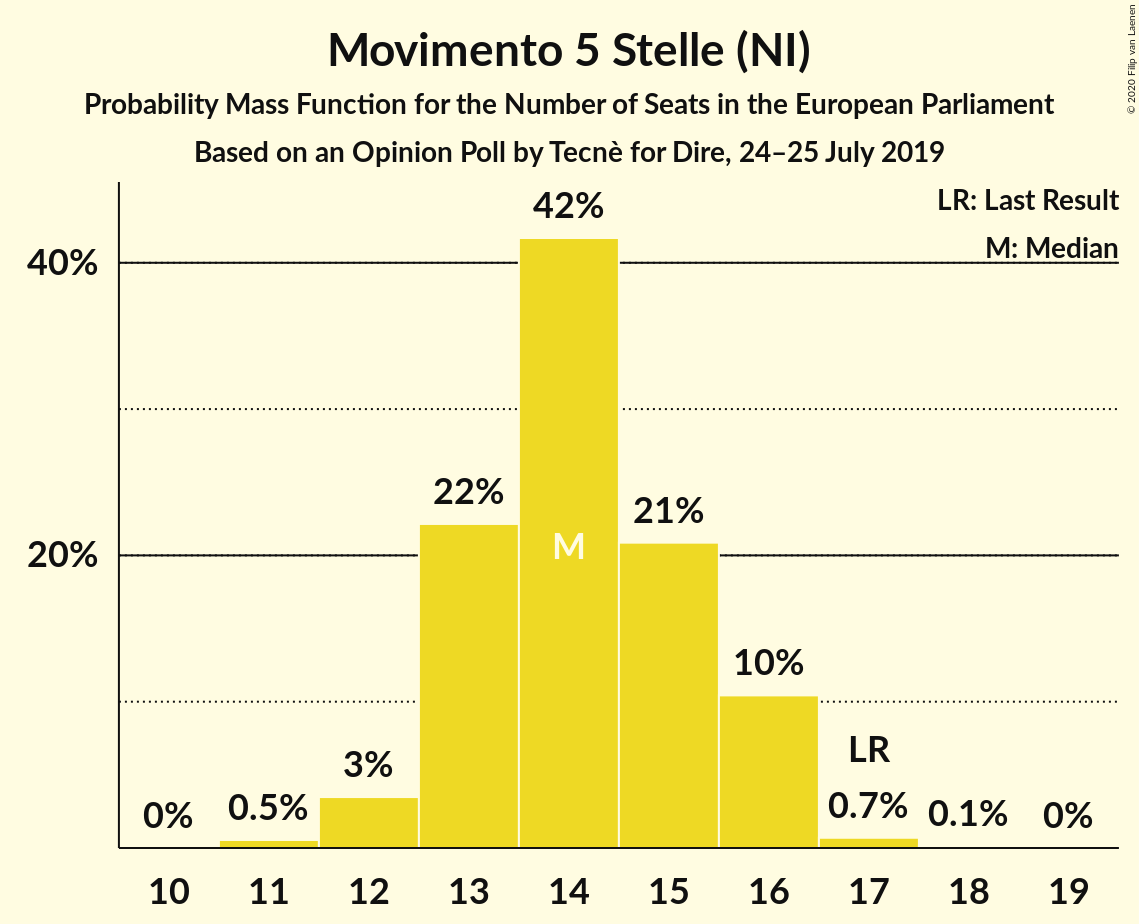 Movimento 5 Stelle (NI)
Probability Mass Function for the Number of Seats in the European Parliament
Based on an Opinion Poll by Tecnè for Dire, 24–25 July 2019
© 2020 Filip van Laenen
LR: Last Result
M: Median
40%
20%
0%
0.5%
3%
22%
42%
M
21%
10%
LR
0.7%
0.1%
0%
10 11 12 13 14 15 16 17 18 19